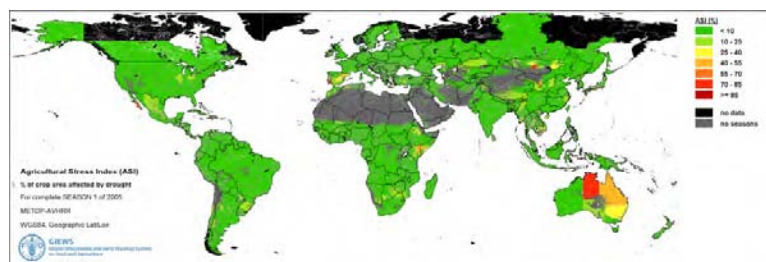 Agricultural Stress Index (ASI)
% of crop area affected by drought
For complete SEASON 1 of 2005
METOP-AVHRR
WGS84, Geographic Lat/Lon
GIEWS
ASI (%)
< 10
10 - 25
25 - 40
40 - 55
55 - 70
70 - 85
>= 85
no data
no seasons